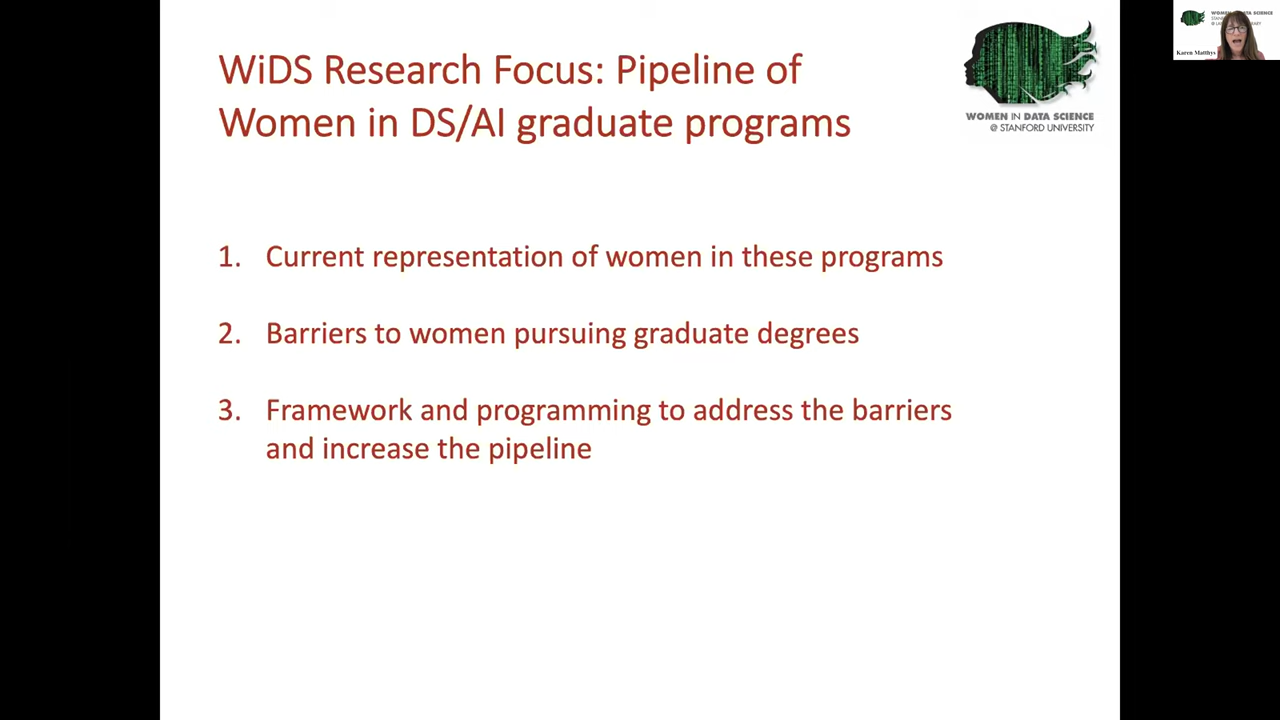 WiDS Research Focus: Pipeline of
Women in DS/AI graduate programs
WOMEN IN DATA SCIENCE
@ STANFORD UNIVERSITY
1. Current representation of women in these programs
2. Barriers to women pursuing graduate degrees
3. Framework and programming to address the barriers
and increase the pipeline
Karen Matthys